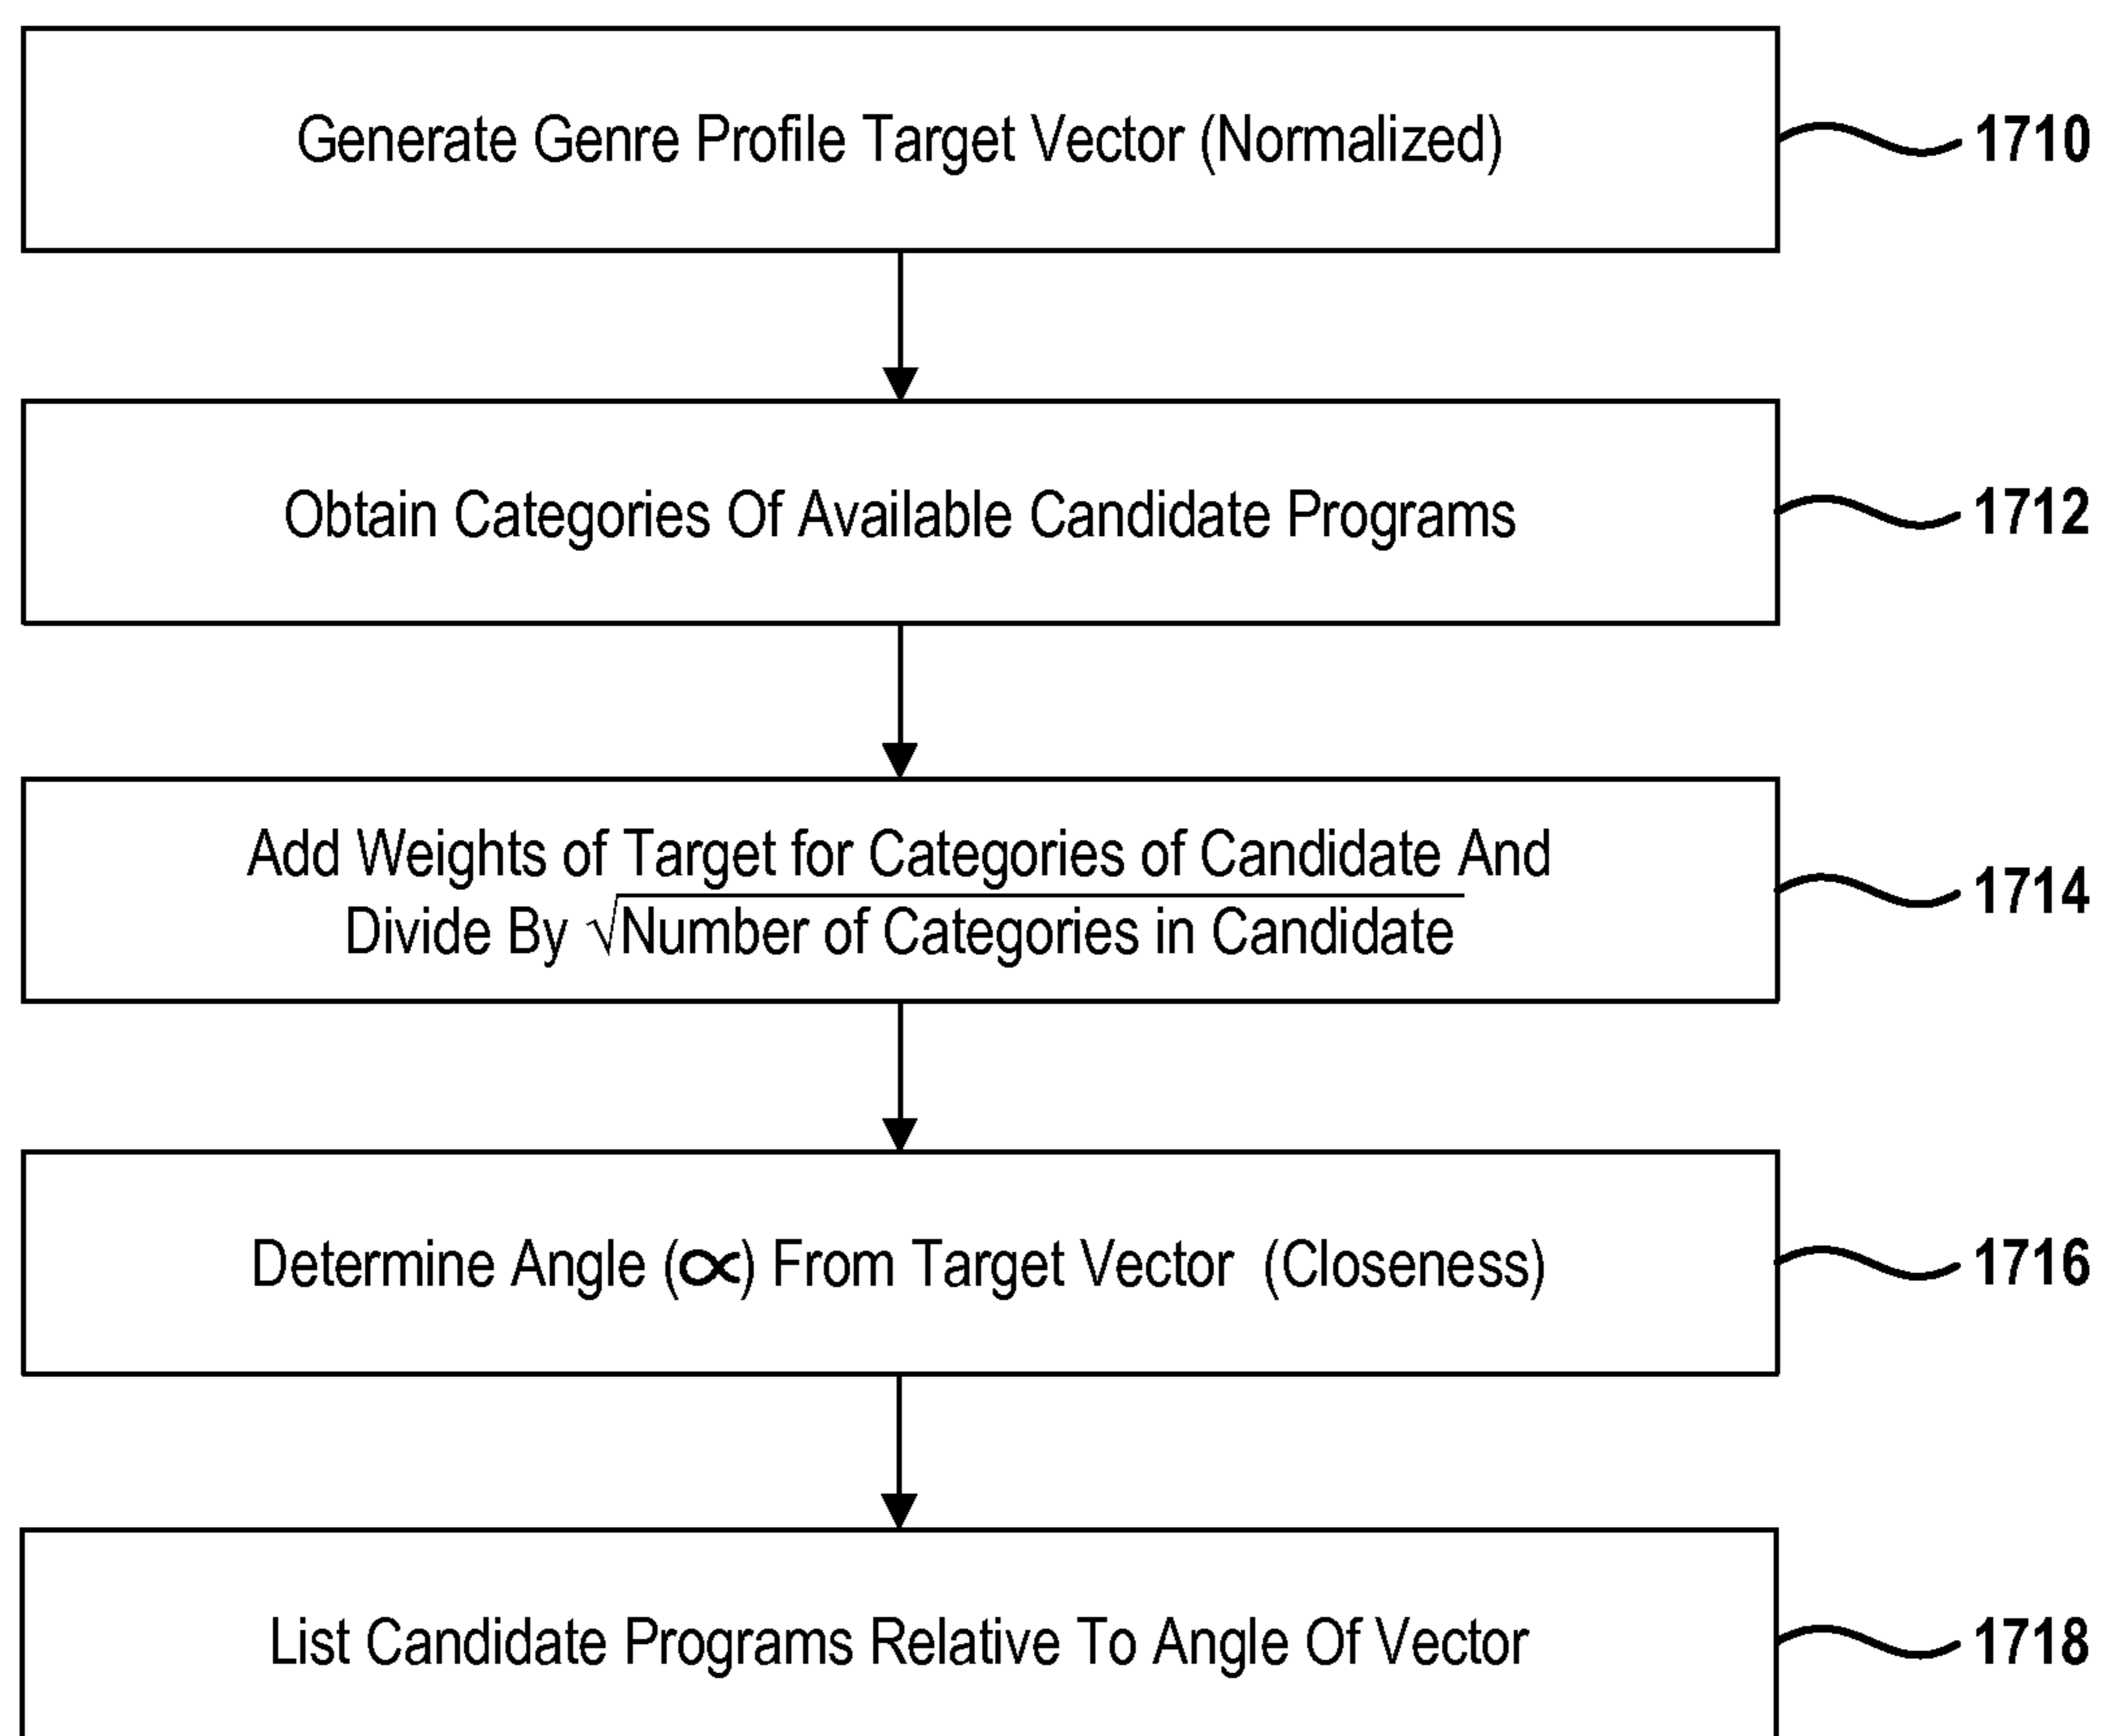 Generate Genre Profile Target Vector (Normalized)
1710
Obtain Categories Of Available Candidate Programs
1712
Add Weights of Target for Categories of Candidate And
Divide By √Number of Categories in Candidate
1714
Determine Angle (∝) From Target Vector (Closeness)
1716
List Candidate Programs Relative To Angle Of Vector
1718